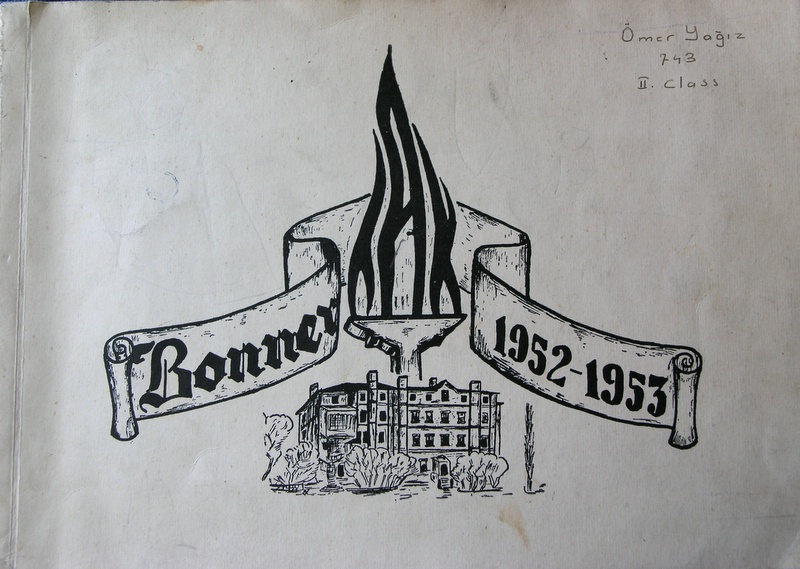 Ömer Yağız
743
II. Class
Bonner
1952-1953